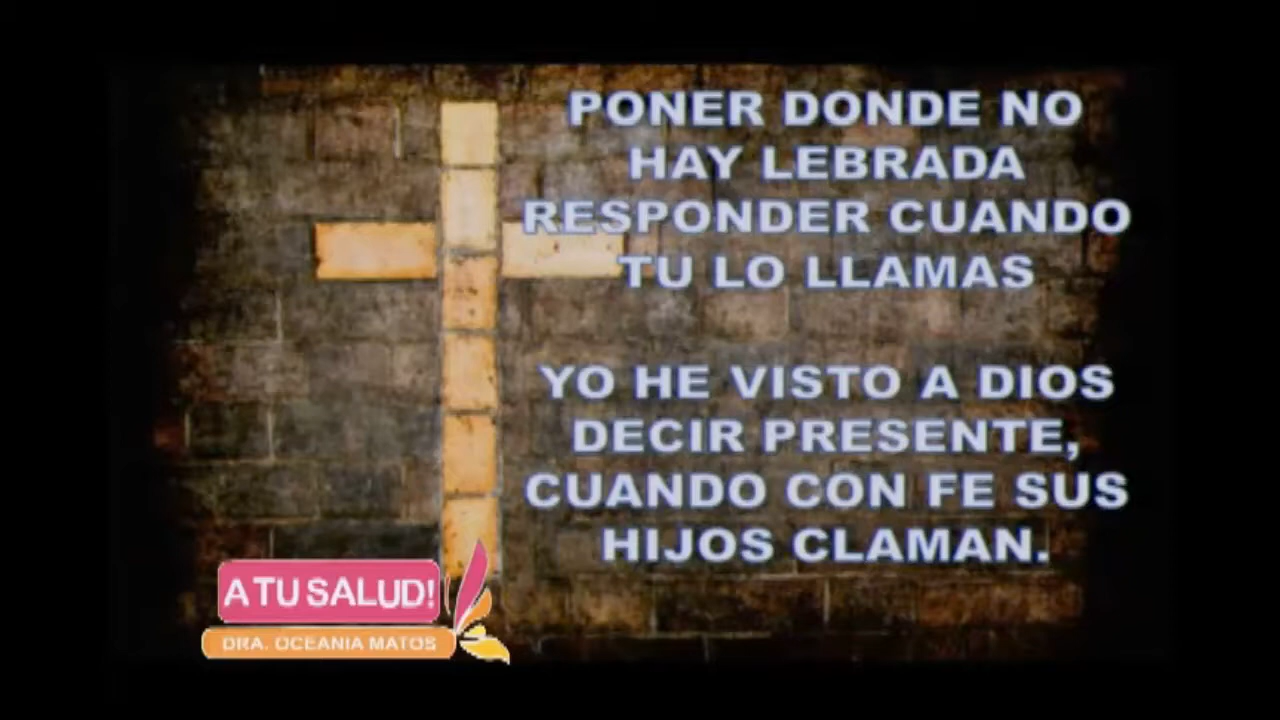 PONER DONDE NO
HAY LEBRADA
RESPONDER CUANDO
TU LO LLAMAS
YO HE VISTO A DIOS
DECIR PRESENTE,
CUANDO CON FE SUS
HIJOS CLAMAN.
A TU SALUD!
DRA. OCEANIA MATOS